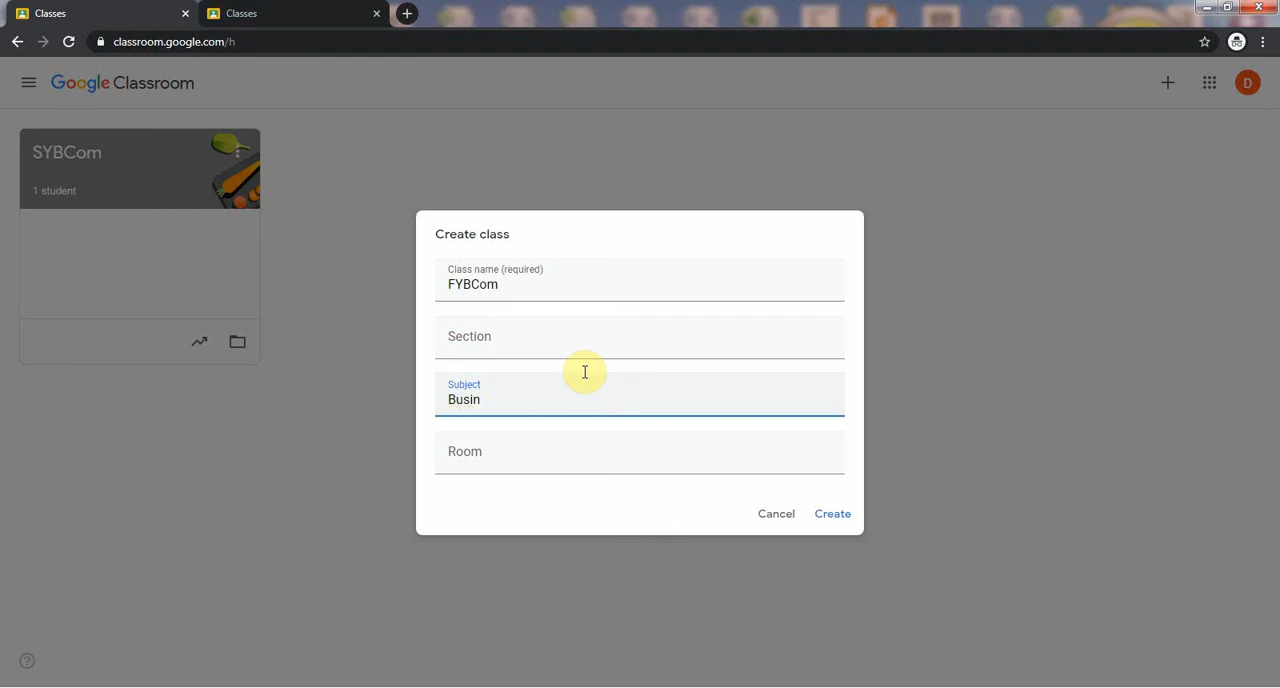 Classes
Classes
classroom.google.com/h
Google Classroom
D
SYBCom
1 student
Create class
Class name (required)
FYBCom
Section
Subject
Busin
Room
Cancel
Create